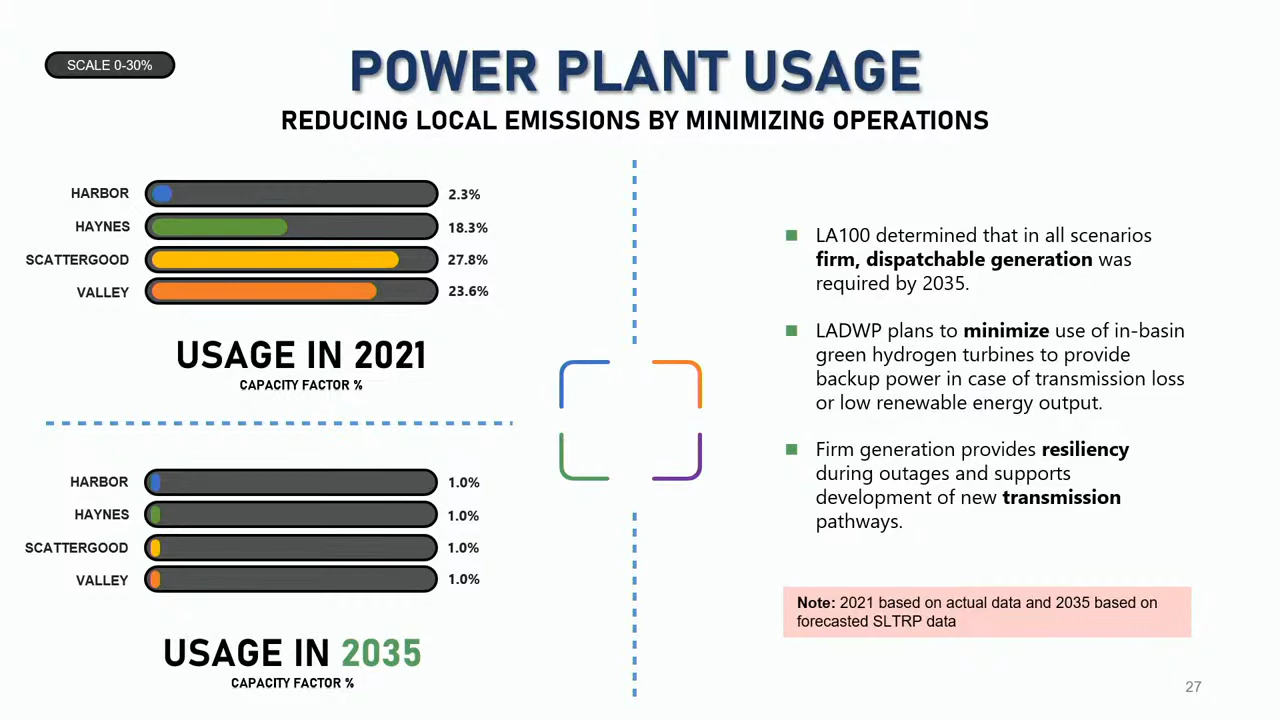 SCALE 0-30%
POWER PLANT USAGE
REDUCING LOCAL EMISSIONS BY MINIMIZING OPERATIONS
HARBOR 2.3%
HAYNES 18.3%
SCATTERGOOD 27.8%
VALLEY 23.6%
USAGE IN 2021
CAPACITY FACTOR %
HARBOR 1.0%
HAYNES 1.0%
SCATTERGOOD 1.0%
VALLEY 1.0%
USAGE IN 2035
CAPACITY FACTOR %
LA100 determined that in all scenarios
firm, dispatchable generation was
required by 2035.
LADWP plans to minimize use of in-basin
green hydrogen turbines to provide
backup power in case of transmission loss
or low renewable energy output.
Firm generation provides resiliency
during outages and supports
development of new transmission
pathways.
Note: 2021 based on actual data and 2035 based on
forecasted SLTRP data
27